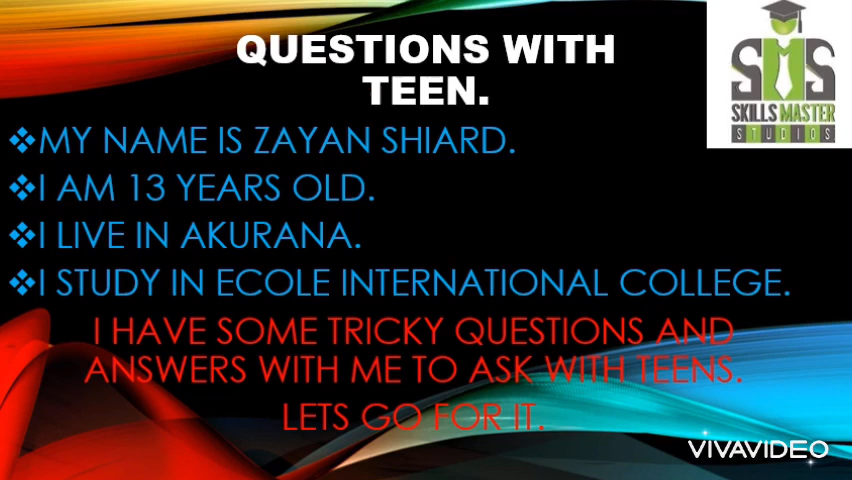 QUESTIONS WITH
TEEN.
SMS
SKILLS MASTER
STUDIOS
❖MY NAME IS ZAYAN SHIARD.
❖I AM 13 YEARS OLD.
❖I LIVE IN AKURANA.
❖I STUDY IN ECOLE INTERNATIONAL COLLEGE.
I HAVE SOME TRICKY QUESTIONS AND
ANSWERS WITH ME TO ASK WITH TEENS.
LETS GO FOR IT.
VIVAVIDEO